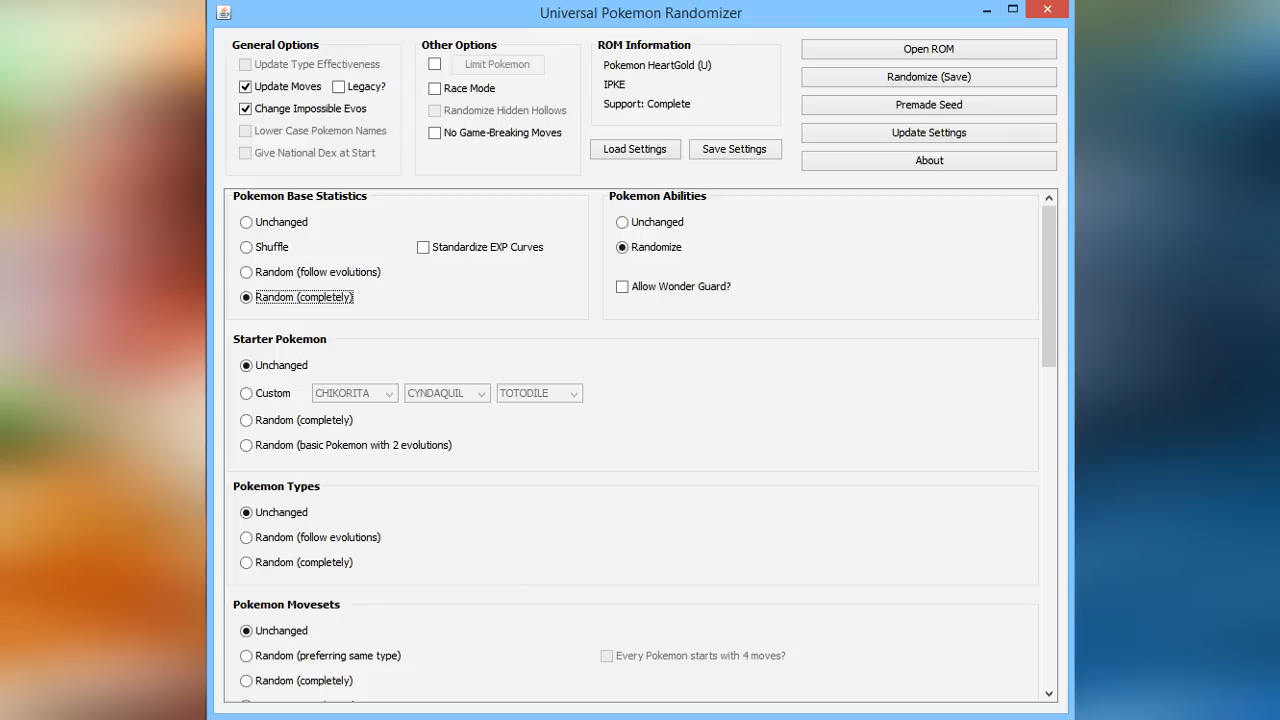 Universal Pokemon Randomizer
General Options
Update Type Effectiveness
Update Moves Legacy?
Change Impossible Evos
Lower Case Pokemon Names
Give National Dex at Start
Other Options
Limit Pokemon
Race Mode
Randomize Hidden Hollows
No Game-Breaking Moves
ROM Information
Pokemon HeartGold (U)
IPKE
Support: Complete
Load Settings Save Settings
Open ROM
Randomize (Save)
Premade Seed
Update Settings
About
Pokemon Base Statistics
Unchanged
Shuffle Standardize EXP Curves
Random (follow evolutions)
Random (completely)
Pokemon Abilities
Unchanged
Randomize
Allow Wonder Guard?
Starter Pokemon
Unchanged
Custom CHIKORITA CYNDAQUIL TOTODILE
Random (completely)
Random (basic Pokemon with 2 evolutions)
Pokemon Types
Unchanged
Random (follow evolutions)
Random (completely)
Pokemon Movesets
Unchanged
Random (preferring same type) Every Pokemon starts with 4 moves?
Random (completely)